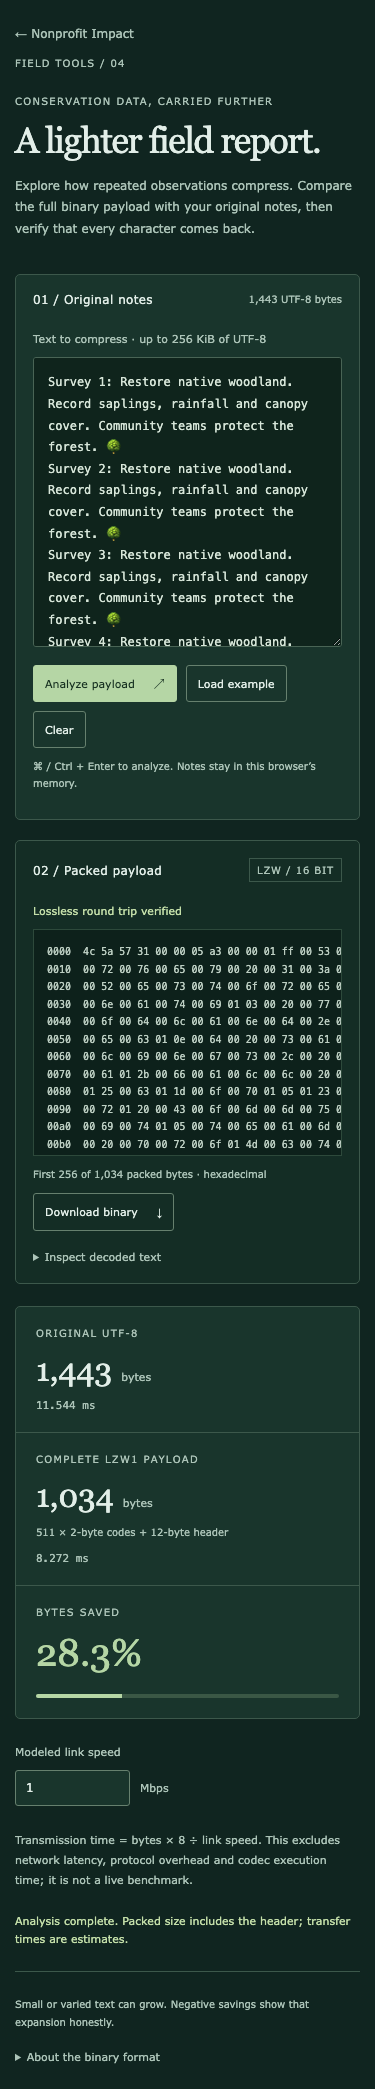 ← Nonprofit Impact
FIELD TOOLS / 04
CONSERVATION DATA, CARRIED FURTHER
A lighter field report.
Explore how repeated observations compress. Compare
the full binary payload with your original notes, then
verify that every character comes back.
01 / Original notes
1,443 UTF-8 bytes
Text to compress · up to 256 KiB of UTF-8
Survey 1: Restore native woodland.
Record saplings, rainfall and canopy
cover. Community teams protect the
forest. 🌳
Survey 2: Restore native woodland.
Record saplings, rainfall and canopy
cover. Community teams protect the
forest. 🌳
Survey 3: Restore native woodland.
Record saplings, rainfall and canopy
cover. Community teams protect the
forest. 🌳
Survey 4: Restore native woodland.
Analyze payload ↗
Load example
Clear
⌘ / Ctrl + Enter to analyze. Notes stay in this browser's
memory.
02 / Packed payload
LZW / 16 BIT
Lossless round trip verified
0000 4c 5a 57 31 00 00 05 a3 00 00 01 ff 00 53 0
0010 00 72 00 76 00 65 00 79 00 20 00 31 00 3a 0
0020 00 52 00 65 00 73 00 74 00 6f 00 72 00 65 0
0030 00 6e 00 61 00 74 00 69 01 03 00 20 00 77 0
0040 00 6f 00 64 00 6c 00 61 00 6e 00 64 00 2e 0
0050 00 65 00 63 01 0e 00 64 00 20 00 73 00 61 0
0060 00 6c 00 69 00 6e 00 67 00 73 00 2c 00 20 0
0070 00 61 01 2b 00 66 00 61 00 6c 00 6c 00 20 0
0080 01 25 00 63 01 1d 00 6f 00 70 01 05 01 23 0
0090 00 72 01 20 00 43 00 6f 00 6d 00 6d 00 75 0
00a0 00 69 00 74 01 05 00 74 00 65 00 61 00 6d 0
00b0 00 20 00 70 00 72 00 6f 01 4d 00 63 00 74 0
First 256 of 1,034 packed bytes · hexadecimal
Download binary ↓
▶ Inspect decoded text
ORIGINAL UTF-8
1,443 bytes
11.544 ms
COMPLETE LZW1 PAYLOAD
1,034 bytes
511 × 2-byte codes + 12-byte header
8.272 ms
BYTES SAVED
28.3%
Modeled link speed
1 Mbps
Transmission time = bytes × 8 ÷ link speed. This excludes
network latency, protocol overhead and codec execution
time; it is not a live benchmark.
Analysis complete. Packed size includes the header; transfer
times are estimates.
Small or varied text can grow. Negative savings show that
expansion honestly.
▶ About the binary format